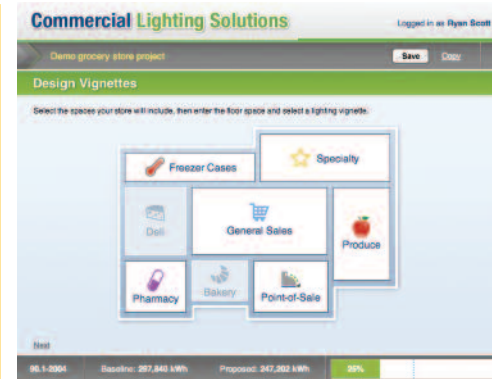 Commercial Lighting Solutions
Logged in as Ryan Scott
Demo grocery store project
Save
Copy
Design Vignettes
Select the spaces your store will include, then enter the floor space and select a lighting vignette.
Freezer Cases
Specialty
Deli
General Sales
Produce
Pharmacy
Bakery
Point-of-Sale
Next
90.1-2004
Baseline: 297,840 kWh
Proposed: 247,202 kWh